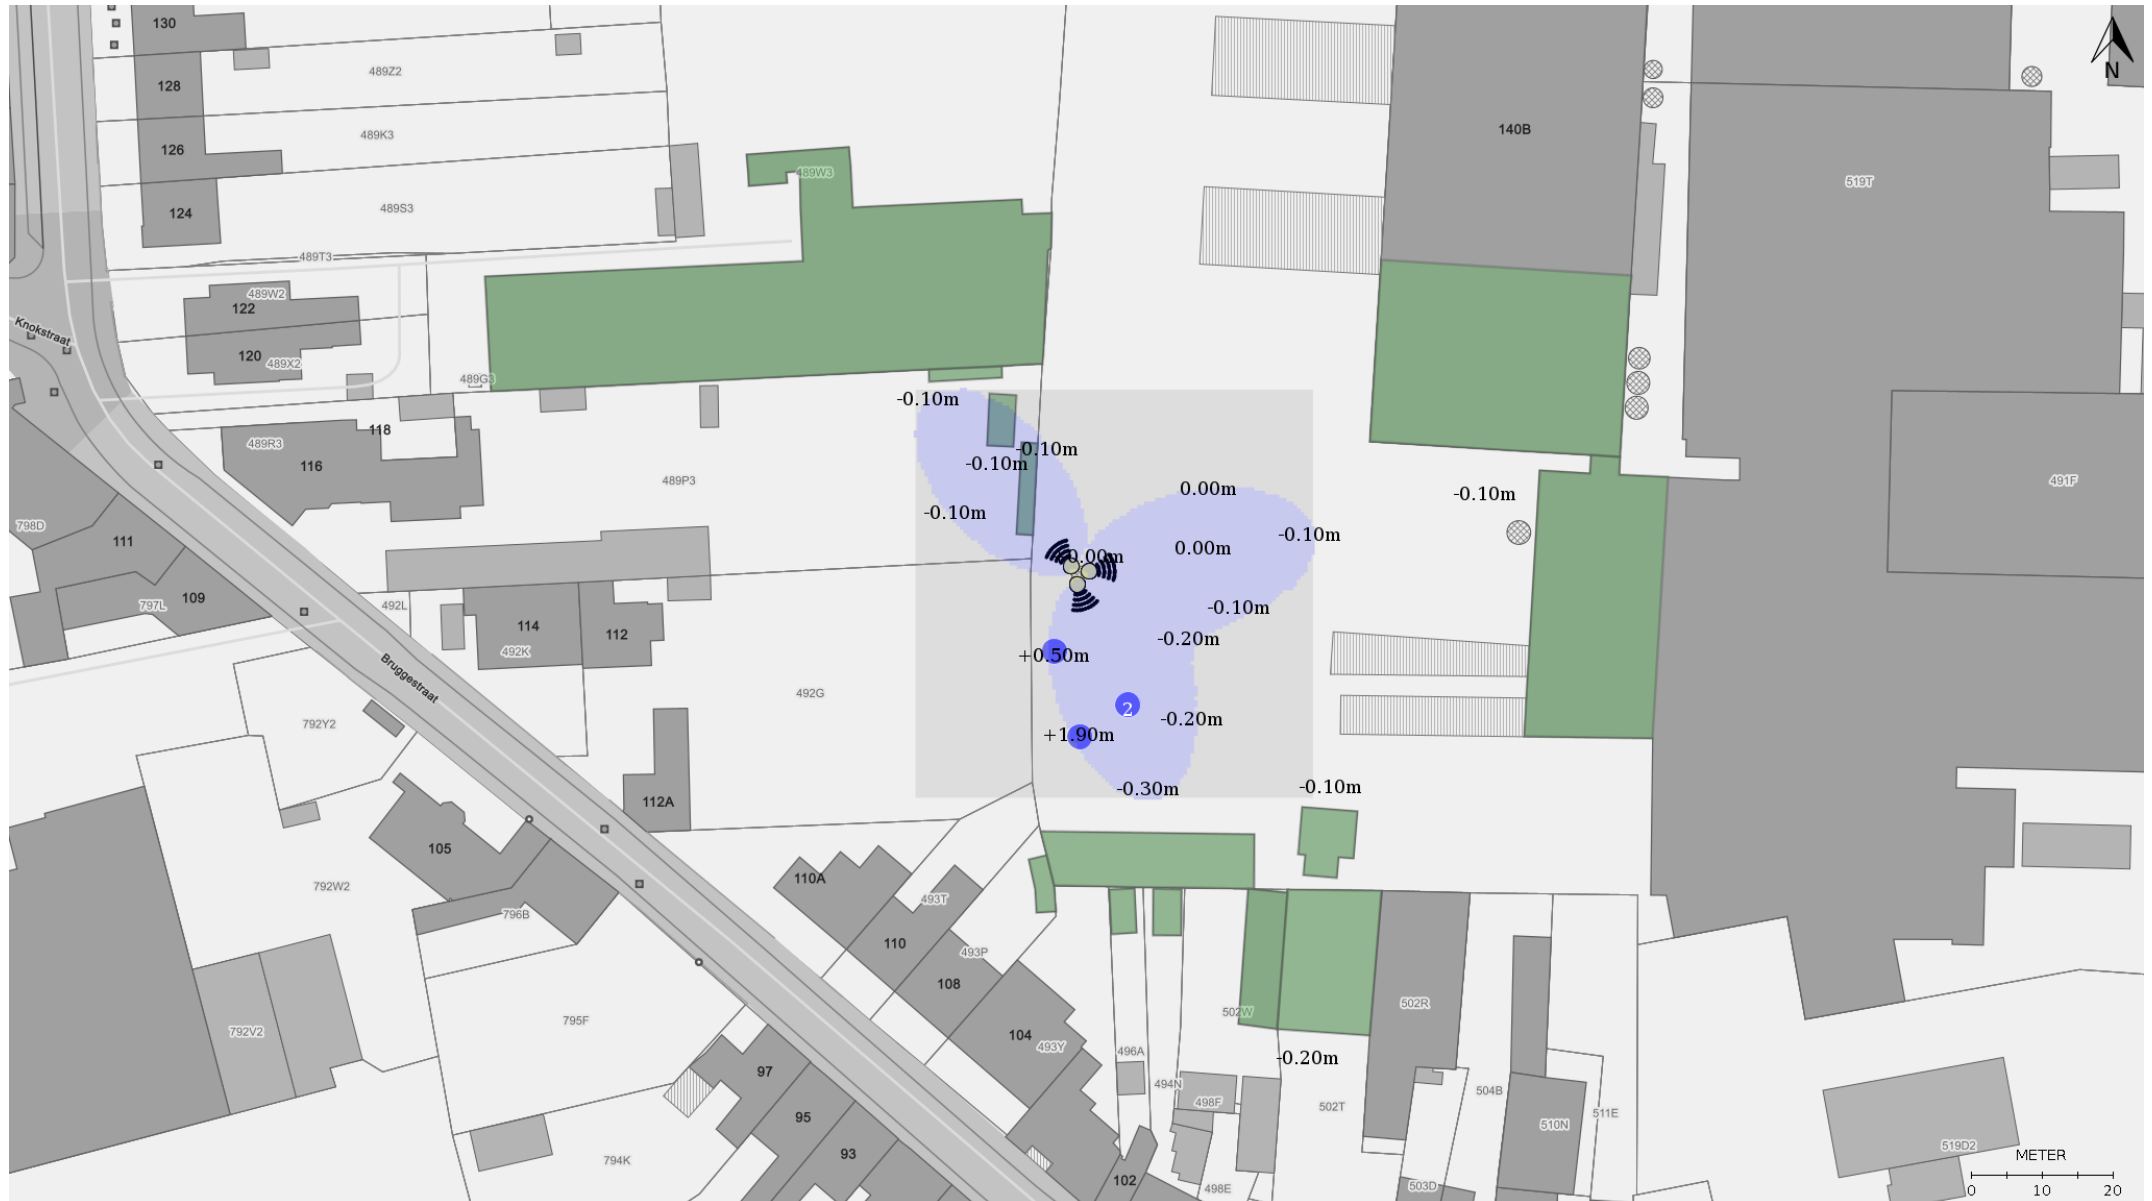 130
N
489Z2
128
140B
489K3
126
489W3
519T
489S3
124
489T3
489W2
122
Knokstraat
120
489X2
489G3
-0.10m
118
489R3
-0.10m
116
-0.10m
489P3
491F
0.00m
-0.10m
-0.10m
798D
-0.10m
111
0.00m
0.00m
109
797L
492L
-0.10m
114
112
-0.20m
492K
+0.50m
Bruggestraat
492G
792Y2
2
-0.20m
+1.90m
-0.30m
-0.10m
112A
105
110A
792W2
493T
796B
110
493P
108
502R
502W
795F
792V2
104
493Y
496A
-0.20m
97
494N
504B
498F
502T
511E
95
510N
519D2
METER
93
794K
102
498E
503D
0 10 20